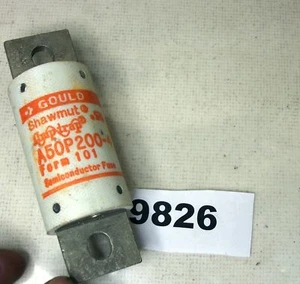 GOULD
Shawmut
Amp-trap®
A50P200-4
Form 101
Semiconductor Fuse
9826